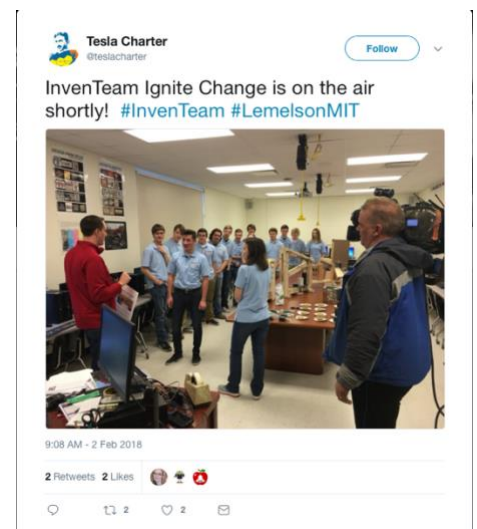 Tesla Charter
@teslacharter
Follow
InvenTeam Ignite Change is on the air
shortly! #InvenTeam #LemelsonMIT
9:08 AM - 2 Feb 2018
2 Retweets 2 Likes
2 2